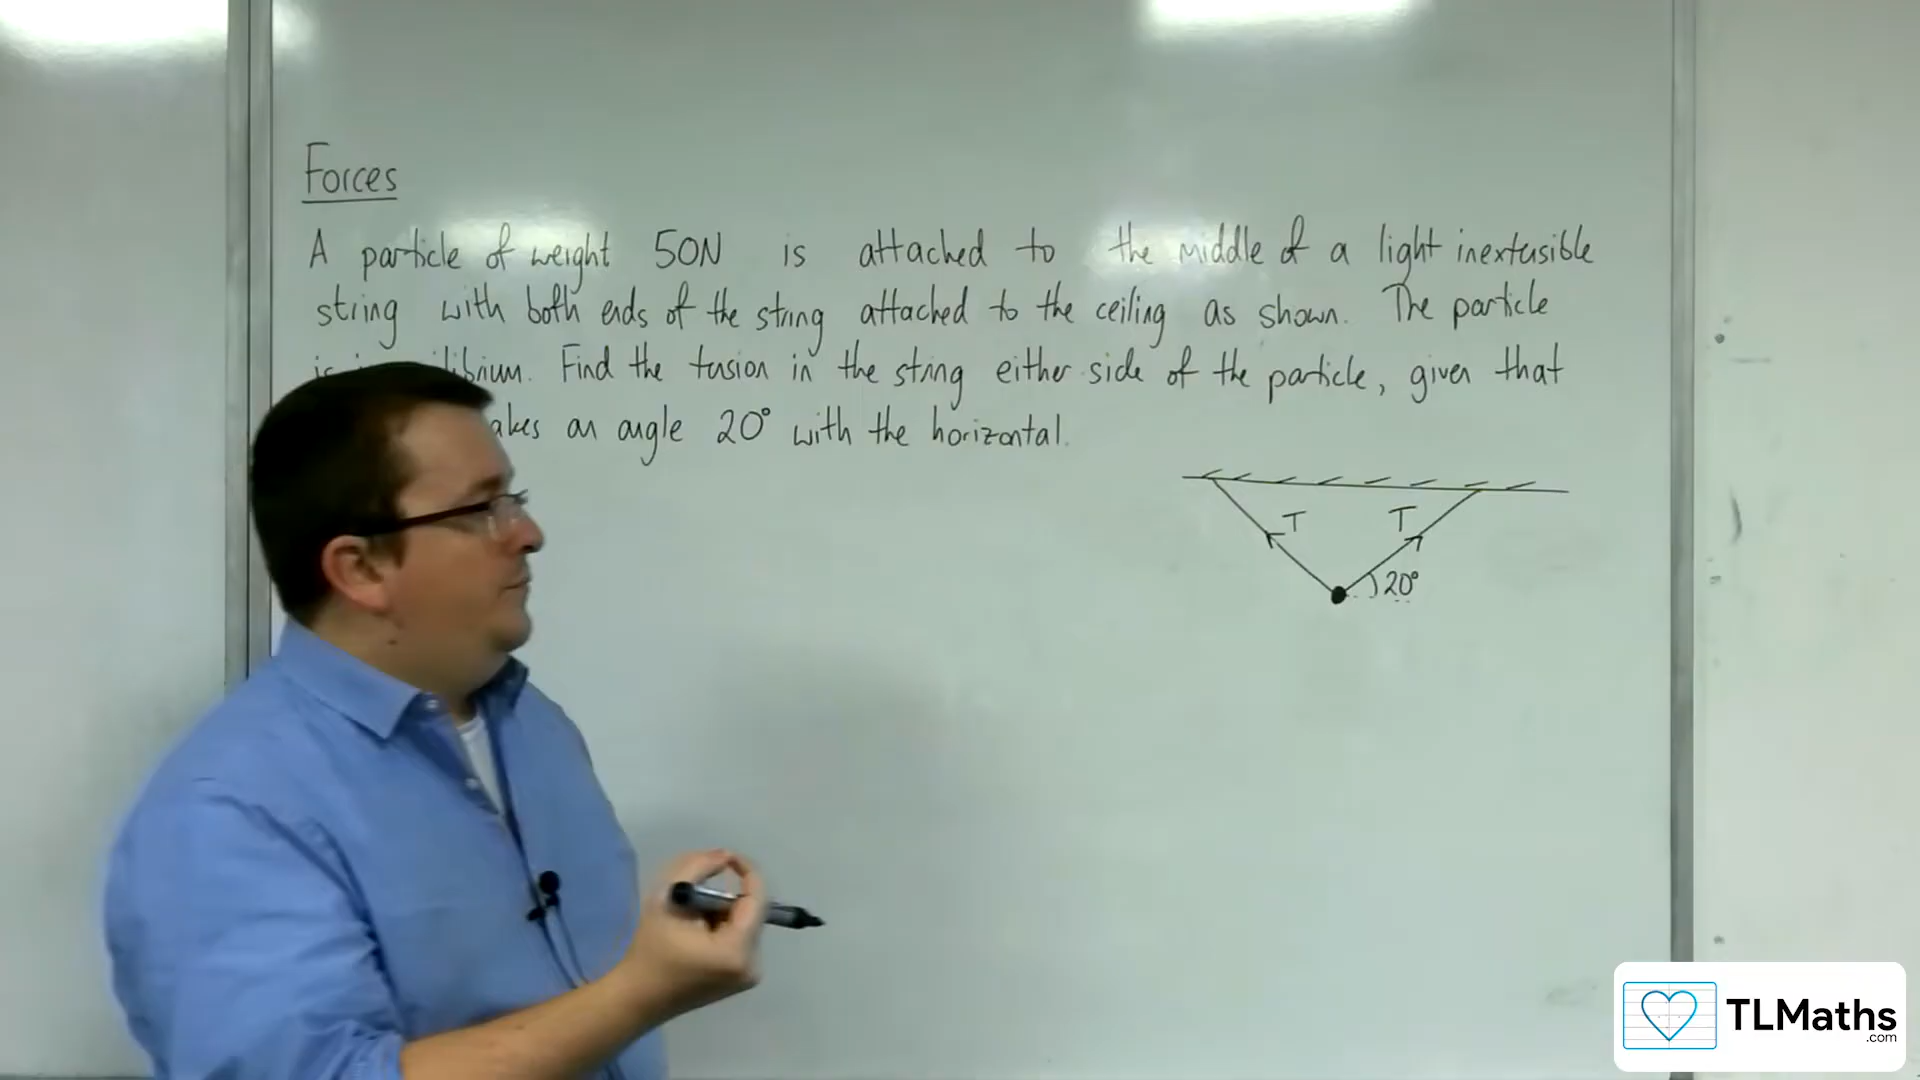 Forces
A particle of weight 50N is attached to the middle of a light inextensible
string with both ends of the string attached to the ceiling as shown. The particle
Find the tension in the string either side of the particle, given that
an angle 20° with the horizontal.
T T
20°
TLMaths
.com